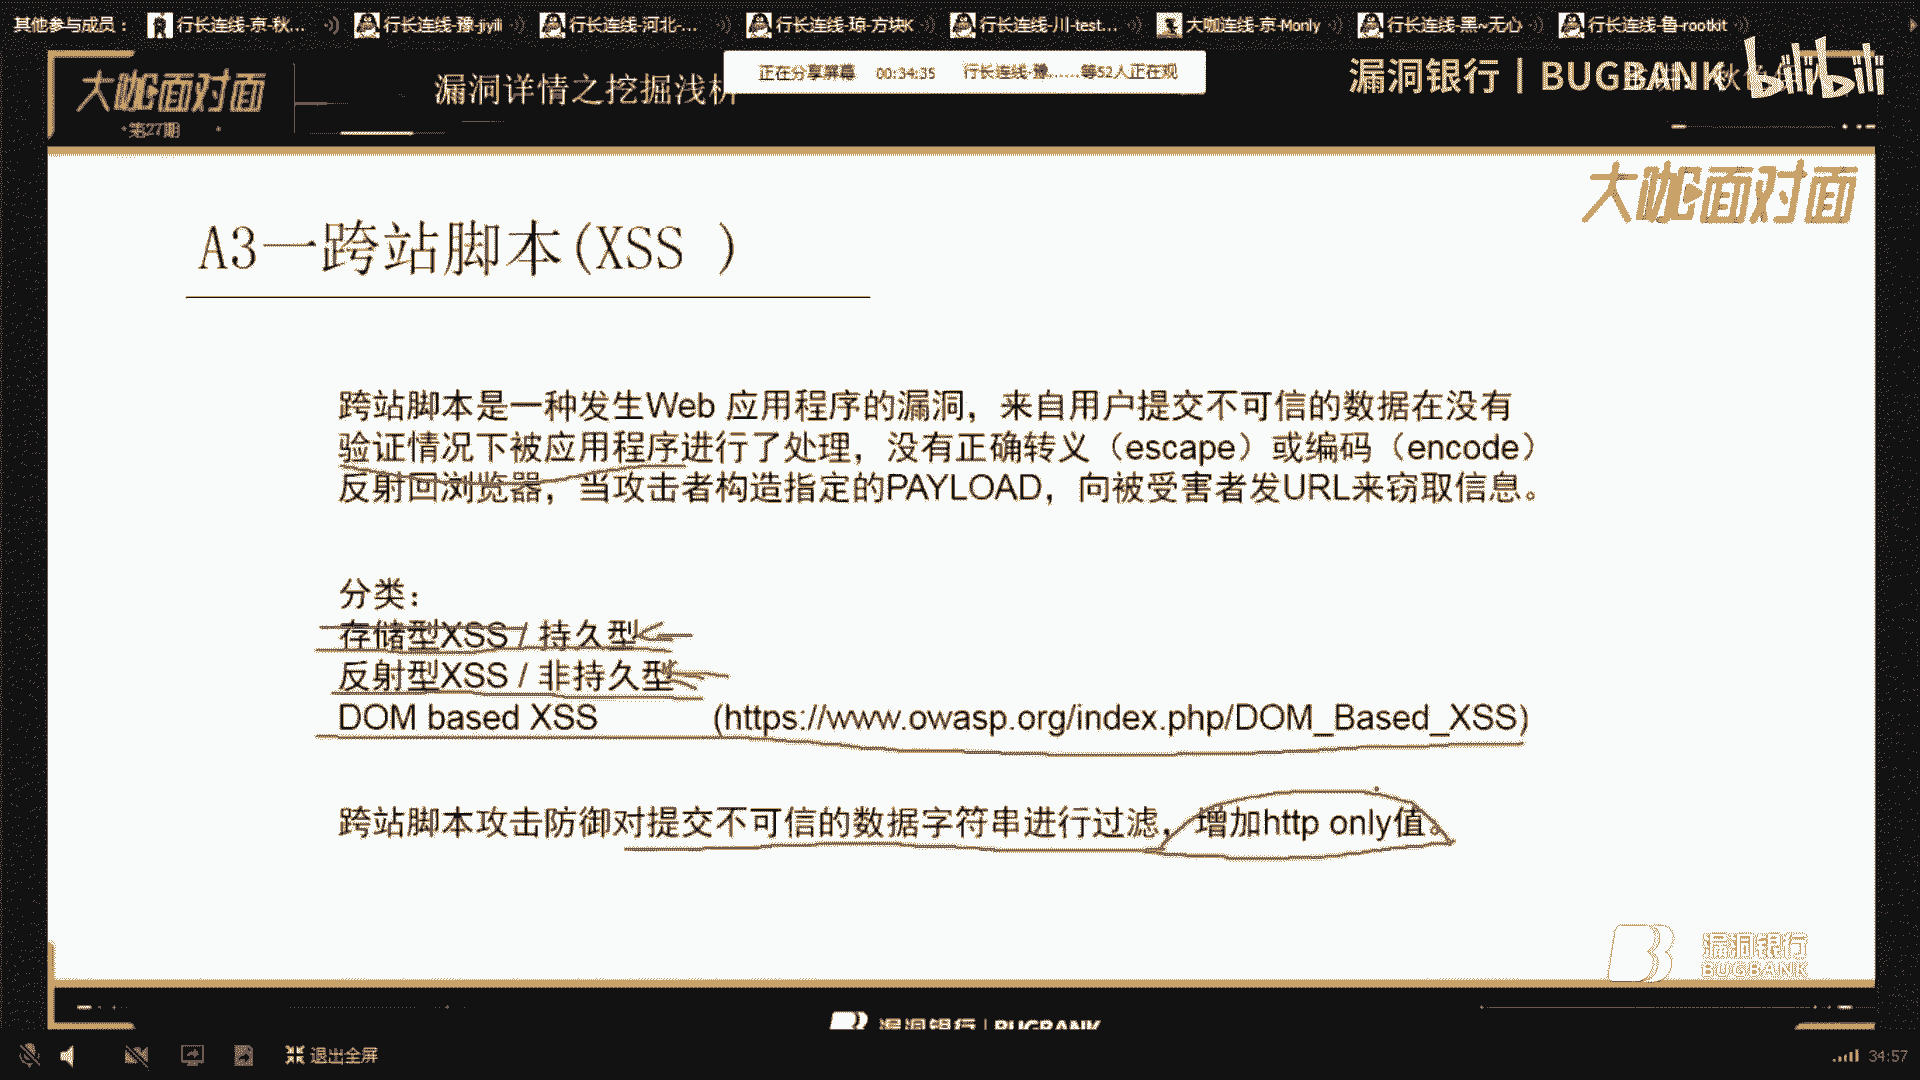 其他参与成员：
行长连线-京-秋...
行长连线-豫-jiyili
行长连线-河北-...
行长连线-琼-方块K
行长连线-川-test...
大咖连线-京-Monly
行长连线-黑~无心
行长连线-鲁-rootkit
大咖面对面
第27期
漏洞详情之挖掘浅析
正在分享屏幕 00:34:35 行长连线-豫......等52人正在观
漏洞银行 | BUGBANK
bilibili
大咖面对面
A3一跨站脚本(XSS )
跨站脚本是一种发生Web 应用程序的漏洞，来自用户提交不可信的数据在没有
验证情况下被应用程序进行了处理，没有正确转义（escape）或编码（encode）
反射回浏览器，当攻击者构造指定的PAYLOAD，向被受害者发URL来窃取信息。
分类：
存储型XSS / 持久型
反射型XSS / 非持久型
DOM based XSS (https://www.owasp.org/index.php/DOM_Based_XSS)
跨站脚本攻击防御对提交不可信的数据字符串进行过滤，增加http only值。
漏洞银行
BUGBANK
漏洞银行 | BUGBANK
退出全屏
34:57